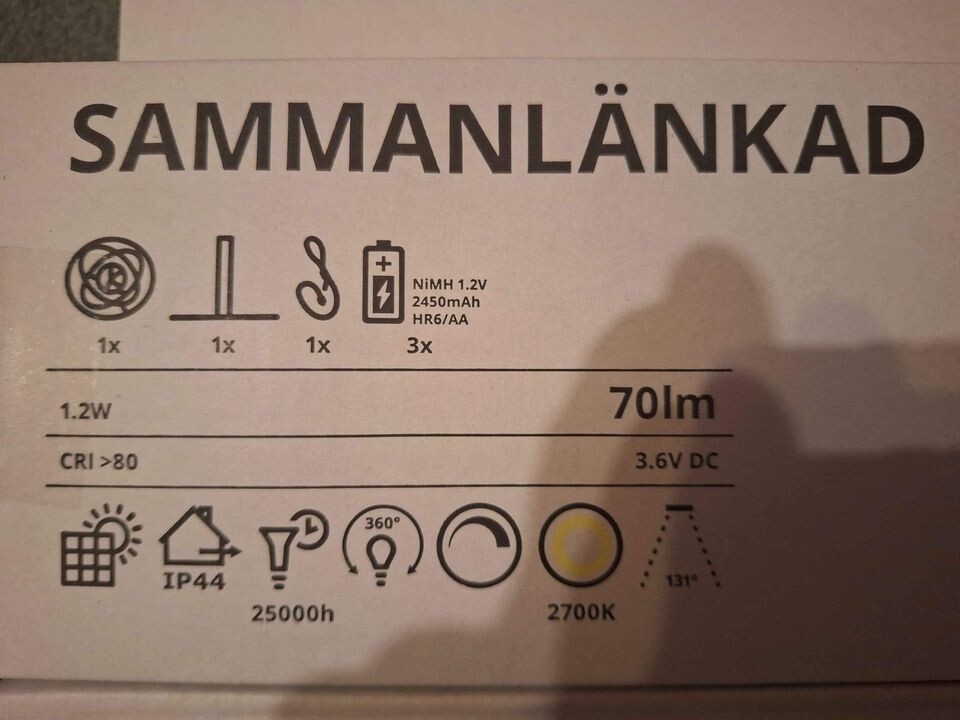 SAMMANLÄNKAD
NiMH 1.2V
2450mAh
HR6/AA
1x 1x 1x 3x
1.2W 70lm
CRI >80 3.6V DC
360°
IP44 131°
25000h 2700K